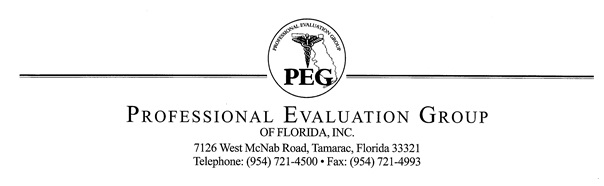 PROFESSIONAL EVALUATION GROUP
PEG
PROFESSIONAL EVALUATION GROUP
OF FLORIDA, INC.
7126 West McNab Road, Tamarac, Florida 33321
Telephone: (954) 721-4500 • Fax: (954) 721-4993